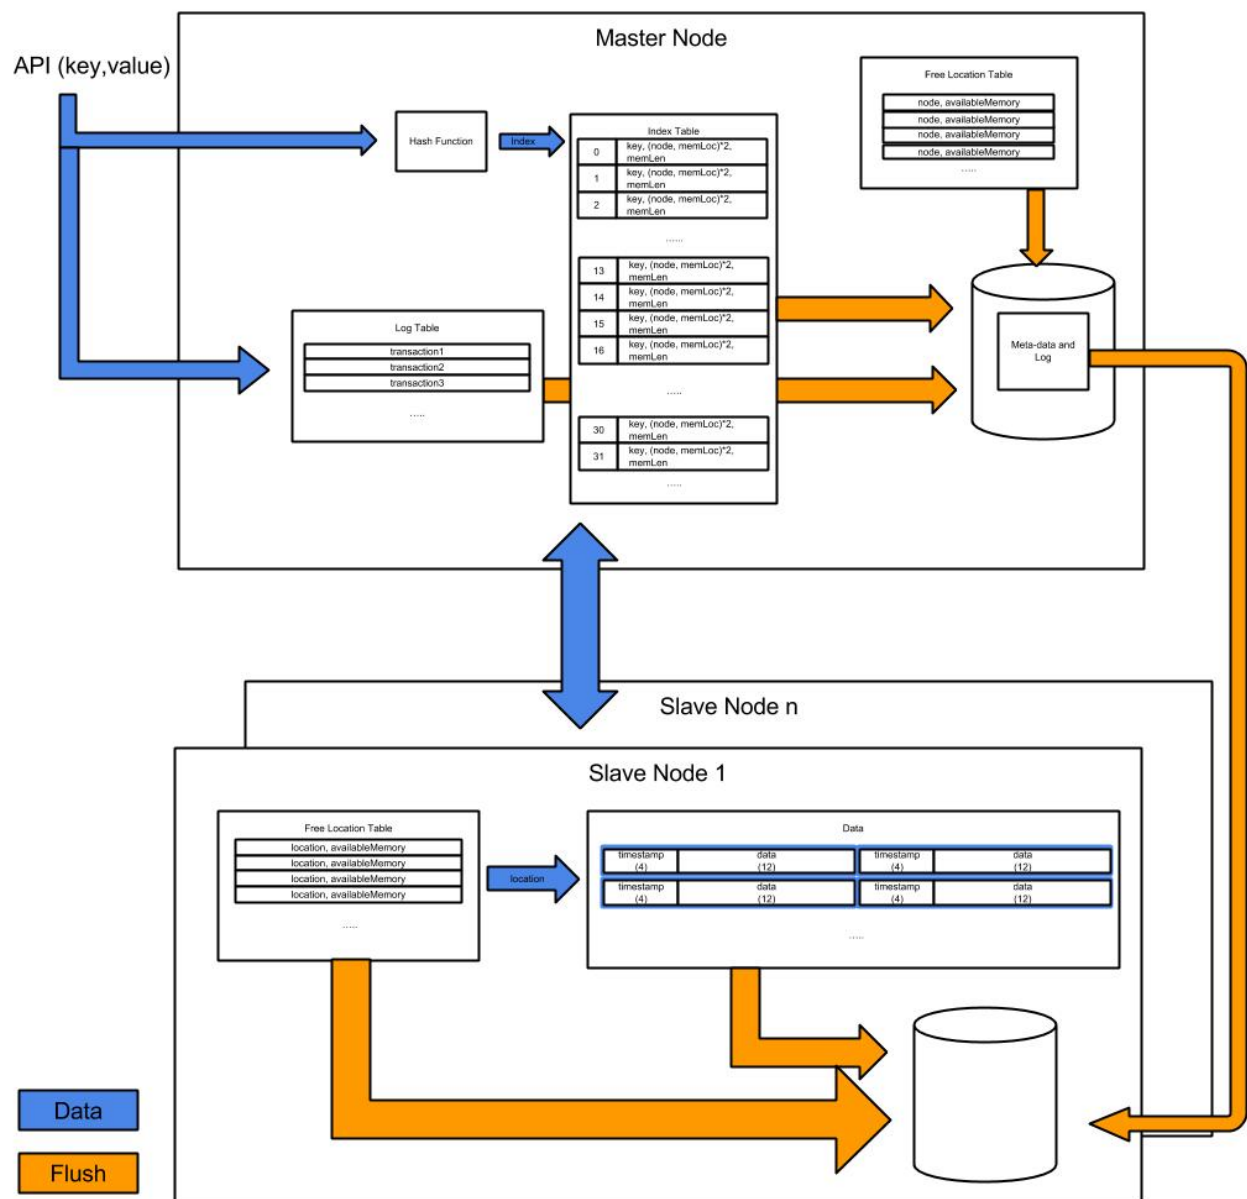 Master Node
API (key,value)
Free Location Table
node, availableMemory
node, availableMemory
node, availableMemory
node, availableMemory
.....
Hash Function
Index
Index Table
0
key, (node, memLoc)*2,
memLen
1
key, (node, memLoc)*2,
memLen
2
key, (node, memLoc)*2,
memLen
......
13
key, (node, memLoc)*2,
memLen
14
key, (node, memLoc)*2,
memLen
15
key, (node, memLoc)*2,
memLen
16
key, (node, memLoc)*2,
memLen
.....
30
key, (node, memLoc)*2,
memLen
31
key, (node, memLoc)*2,
memLen
.....
Log Table
transaction1
transaction2
transaction3
.....
Meta-data and
Log
Slave Node n
Slave Node 1
Free Location Table
location, availableMemory
location, availableMemory
location, availableMemory
location, availableMemory
.....
location
Data
timestamp
(4)
data
(12)
timestamp
(4)
data
(12)
timestamp
(4)
data
(12)
timestamp
(4)
data
(12)
.....
Data
Flush